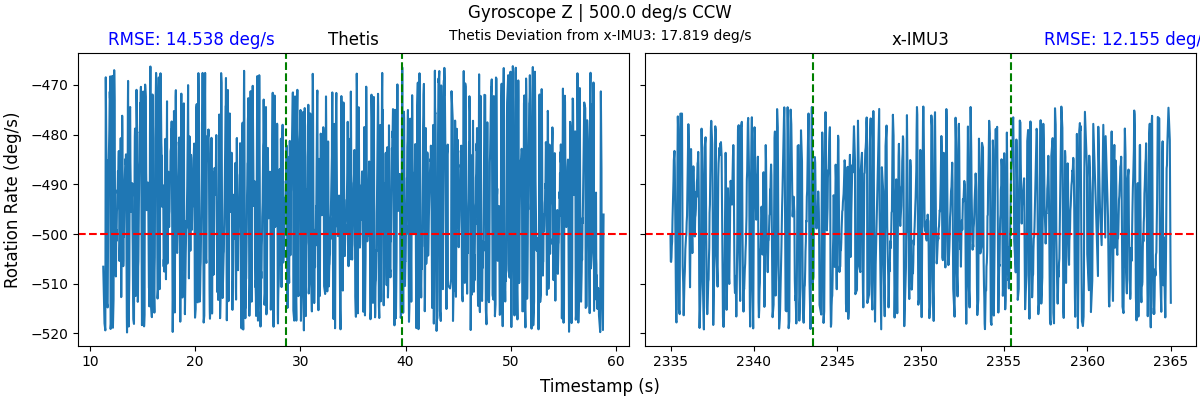 Gyroscope Z | 500.0 deg/s CCW
RMSE: 14.538 deg/s
Thetis
Thetis Deviation from x-IMU3: 17.819 deg/s
x-IMU3
RMSE: 12.155 deg/
Rotation Rate (deg/s)
−470
−480
−490
−500
−510
−520
10 20 30 40 50 60
2335 2340 2345 2350 2355 2360 2365
Timestamp (s)